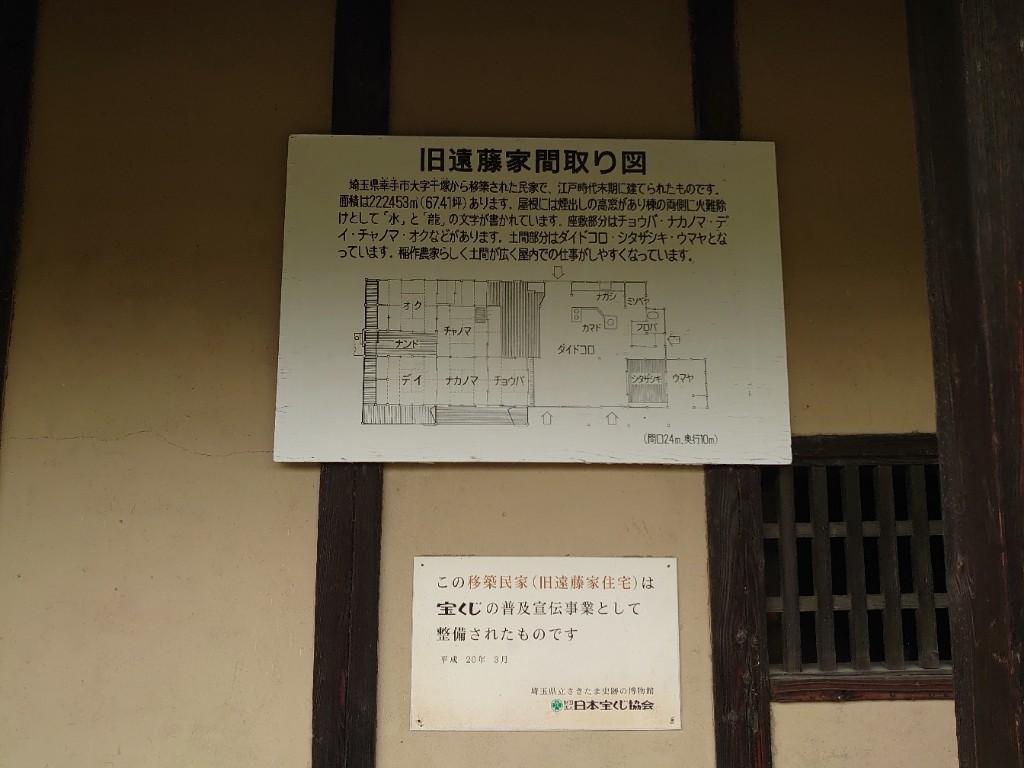 旧遠藤家間取り図
埼玉県幸手市大字千塚から移築された民家で、江戸時代末期に建てられたものです。
面積は222.453㎡(67.41坪)あります。屋根には煙出しの高窓があり棟の両側に火難除
けとして「水」と「龍」の文字が書かれています。座敷部分はチョウバ・ナカノマ・デ
イ・チャノマ・オクなどがあります。土間部分はダイドコロ・シタザシキ・ウマヤとな
っています。稲作農家らしく土間が広く屋内での仕事がしやすくなっています。
オク
チャノマ
ナンド
デイ
ナカノマ
チョウバ
ナガシ
ミソベヤ
カマド
フロバ
ダイドコロ
シタザシキ
ウマヤ
(間口24m、奥行10m)
この移築民家(旧遠藤家住宅)は
宝くじの普及宣伝事業として
整備されたものです
平成 20年 3月
埼玉県立さきたま史跡の博物館
財団法人日本宝くじ協会